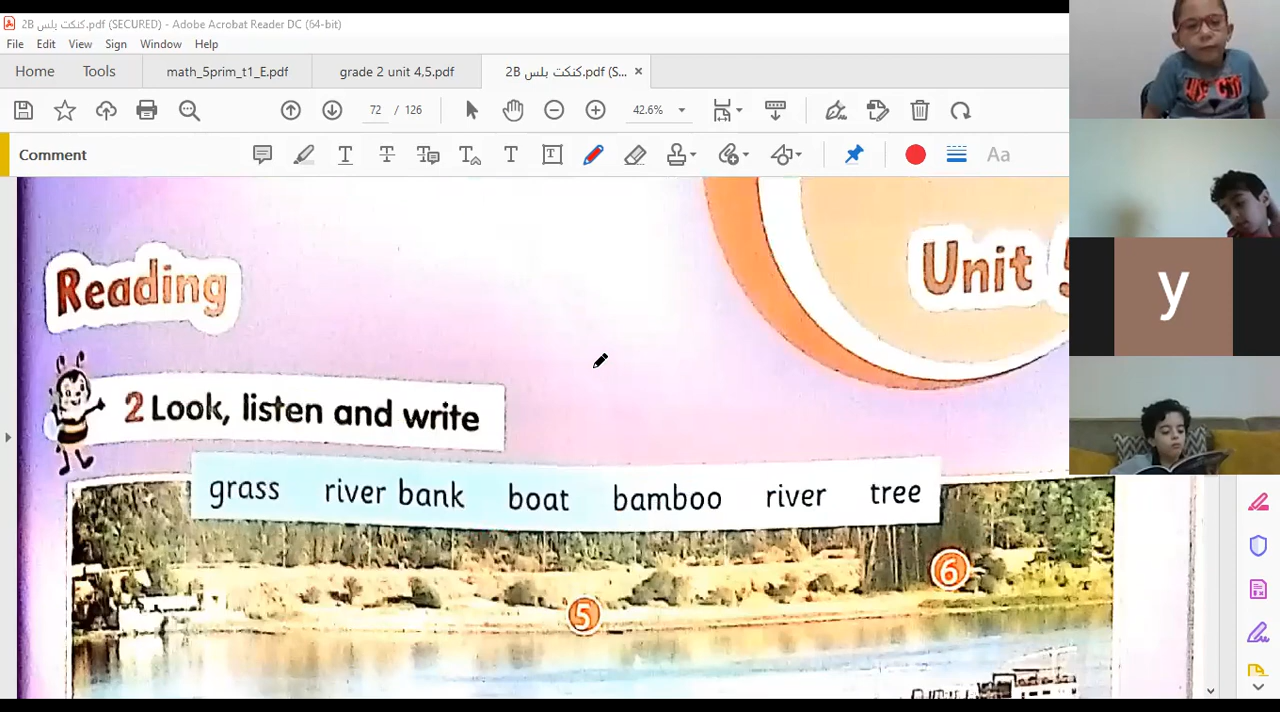 2B كنكت بلس.pdf (SECURED) - Adobe Acrobat Reader DC (64-bit)
File Edit View Sign Window Help
Home Tools math_5prim_t1_E.pdf grade 2 unit 4,5.pdf 2B كنكت بلس.pdf (S... ×
72 / 126 42.6%
Comment Aa
Unit
Reading
2 Look, listen and write
grass river bank boat bamboo river tree
6
5
y